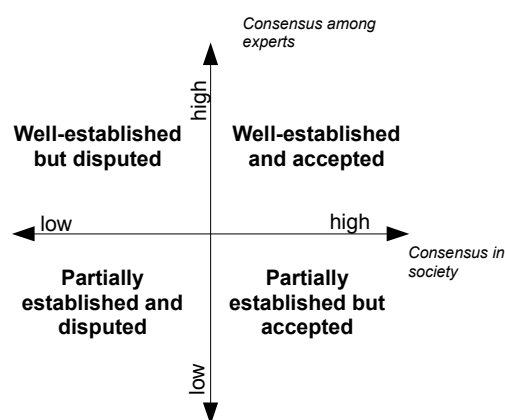 Consensus among
experts
high
Well-established
but disputed
Well-established
and accepted
low
high
Consensus in
society
Partially
established and
disputed
Partially
established but
accepted
low